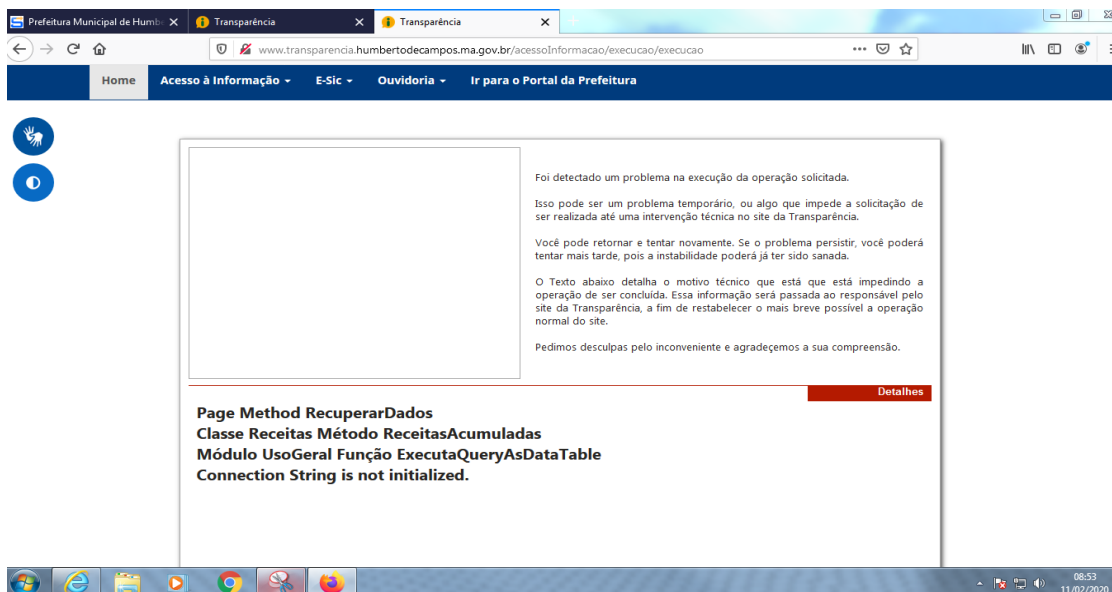 Prefeitura Municipal de Humb
Transparência
Transparência
www.transparencia.humbertodecampos.ma.gov.br/acessoInformacao/execucao/execucao
Home
Acesso à Informação
E-Sic
Ouvidoria
Ir para o Portal da Prefeitura
Foi detectado um problema na execução da operação solicitada.
Isso pode ser um problema temporário, ou algo que impede a solicitação de
ser realizada até uma intervenção técnica no site da Transparência.
Você pode retornar e tentar novamente. Se o problema persistir, você poderá
tentar mais tarde, pois a instabilidade poderá já ter sido sanada.
O Texto abaixo detalha o motivo técnico que está que está impedindo a
operação de ser concluída. Essa informação será passada ao responsável pelo
site da Transparência, a fim de restabelecer o mais breve possível a operação
normal do site.
Pedimos desculpas pelo inconveniente e agradeçemos a sua compreensão.
Detalhes
Page Method RecuperarDados
Classe Receitas Método ReceitasAcumuladas
Módulo UsoGeral Função ExecutaQueryAsDataTable
Connection String is not initialized.
08:53
11/02/2020